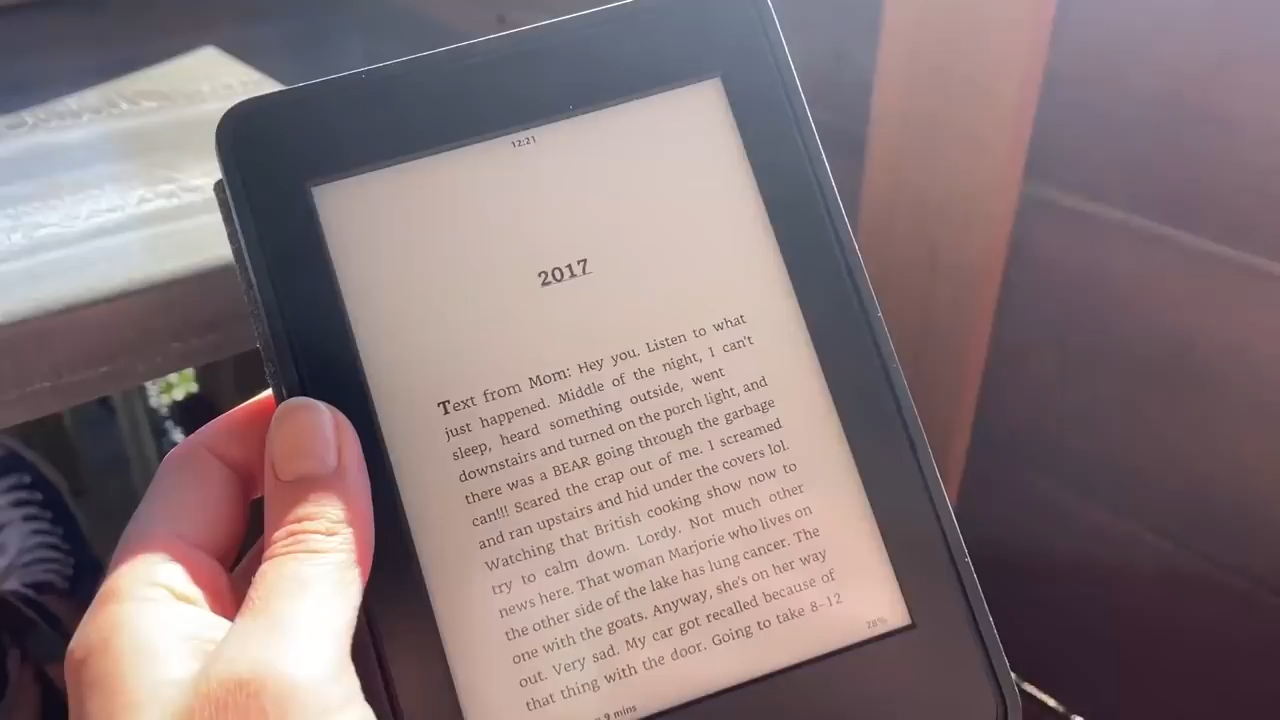 12:21
2017
Text from Mom: Hey you. Listen to what
just happened. Middle of the night, I can't
sleep, heard something outside, went
downstairs and turned on the porch light, and
there was a BEAR going through the garbage
can!!! Scared the crap out of me. I screamed
and ran upstairs and hid under the covers lol.
Watching that British cooking show now to
try to calm down. Lordy. Not much other
news here. That woman Marjorie who lives on
the other side of the lake has lung cancer. The
one with the goats. Anyway, she's on her way
out. Very sad. My car got recalled because of
that thing with the door. Going to take 8–12
9 mins
28%